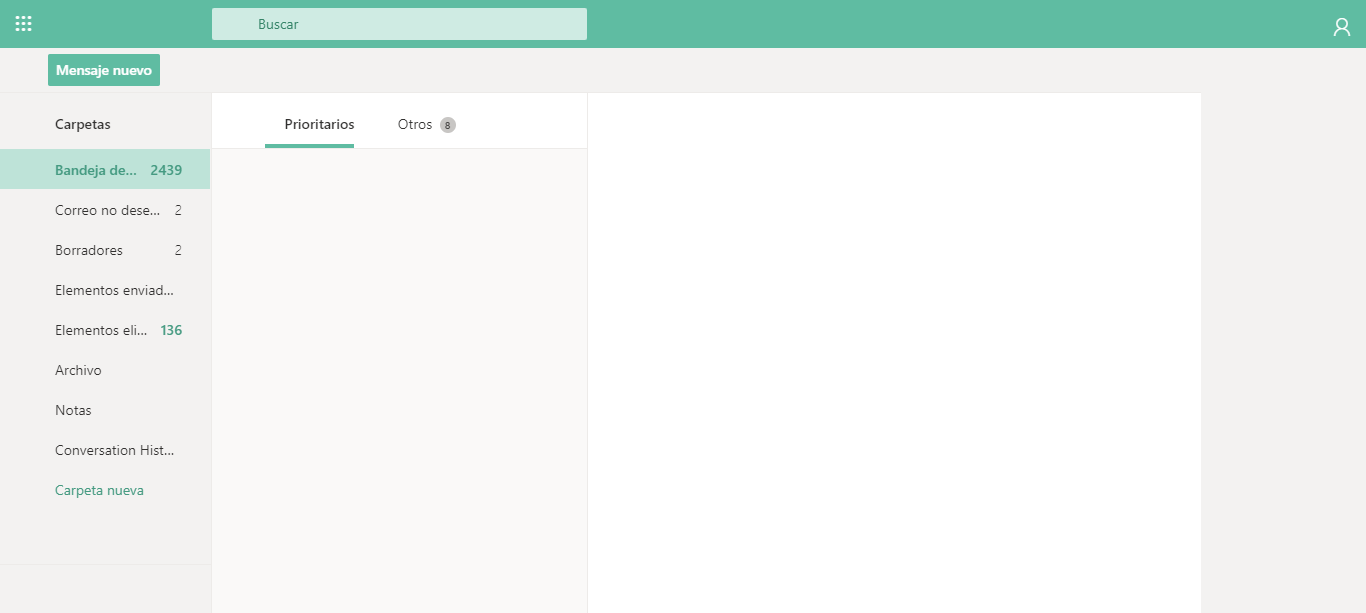 Buscar
Mensaje nuevo
Carpetas
Prioritarios
Otros 8
Bandeja de... 2439
Correo no dese... 2
Borradores 2
Elementos enviad...
Elementos eli... 136
Archivo
Notas
Conversation Hist...
Carpeta nueva